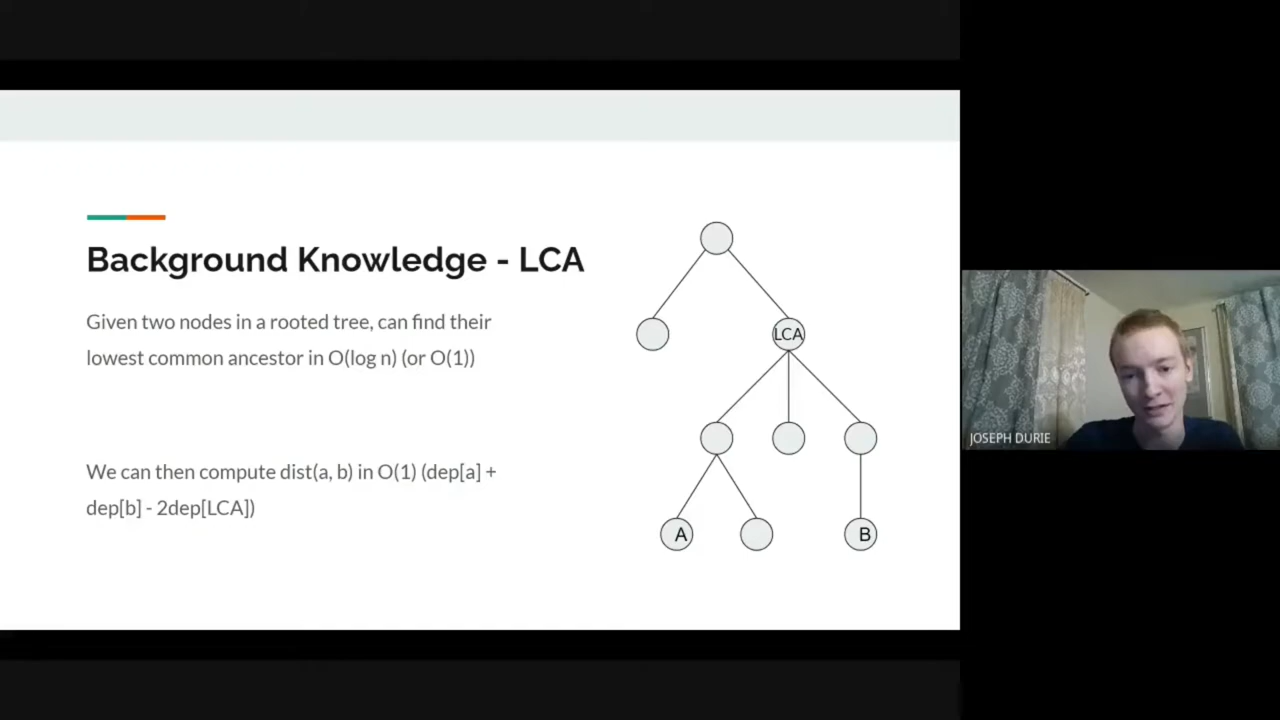 Background Knowledge - LCA
Given two nodes in a rooted tree, can find their
lowest common ancestor in O(log n) (or O(1))
We can then compute dist(a, b) in O(1) (dep[a] +
dep[b] - 2dep[LCA])
LCA
A
B
JOSEPH DURIE